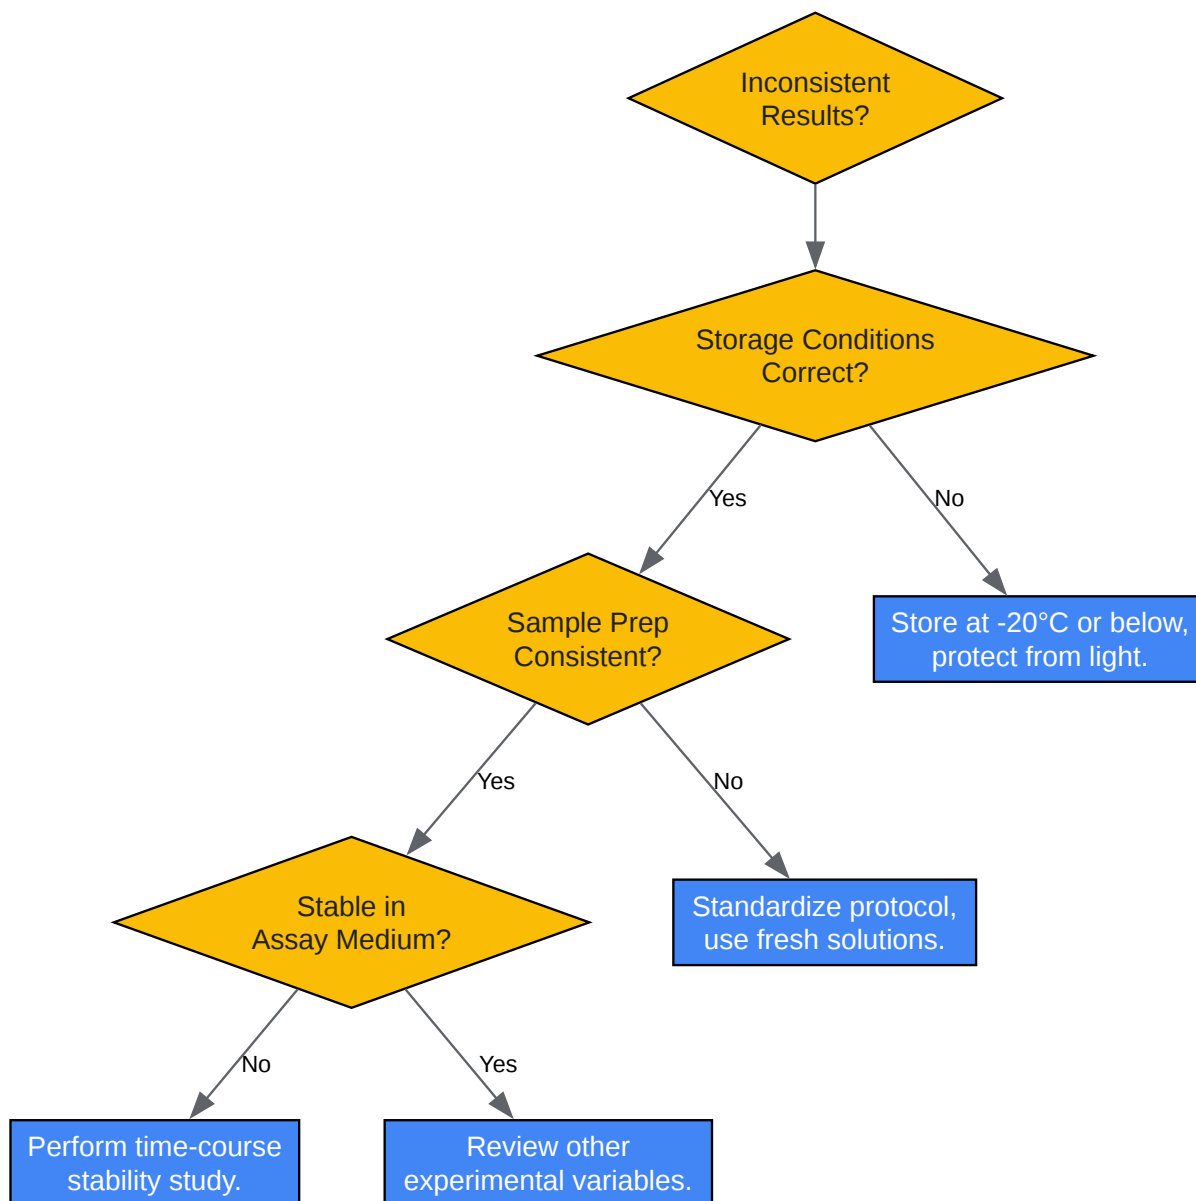 Inconsistent
Results?
Storage Conditions
Correct?
Yes
No
Sample Prep
Consistent?
Store at -20°C or below,
protect from light.
Yes
No
Stable in
Assay Medium?
Standardize protocol,
use fresh solutions.
No
Yes
Perform time-course
stability study.
Review other
experimental variables.